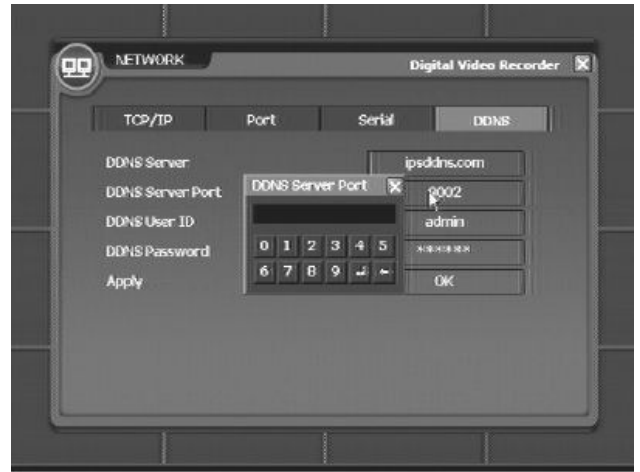 NETWORK
Digital Video Recorder
TCP/IP Port Serial DDNS
DDNS Server ipsddns.com
DDNS Server Port 9002
DDNS User ID admin
DDNS Password *******
Apply OK
DDNS Server Port X
0 1 2 3 4 5
6 7 8 9